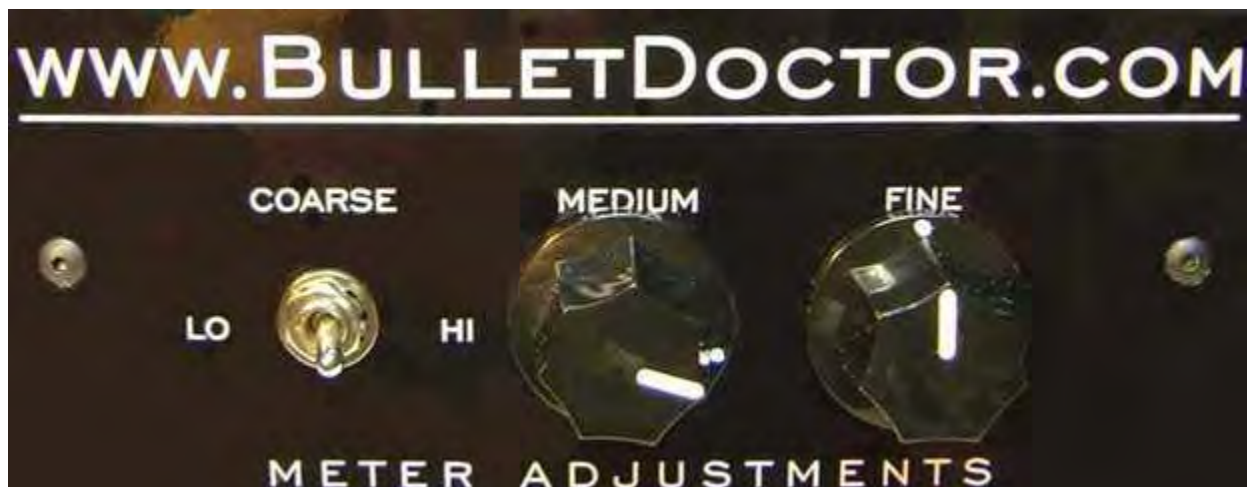 www.BulletDoctor.com
COARSE MEDIUM FINE
LO HI
METER ADJUSTMENTS